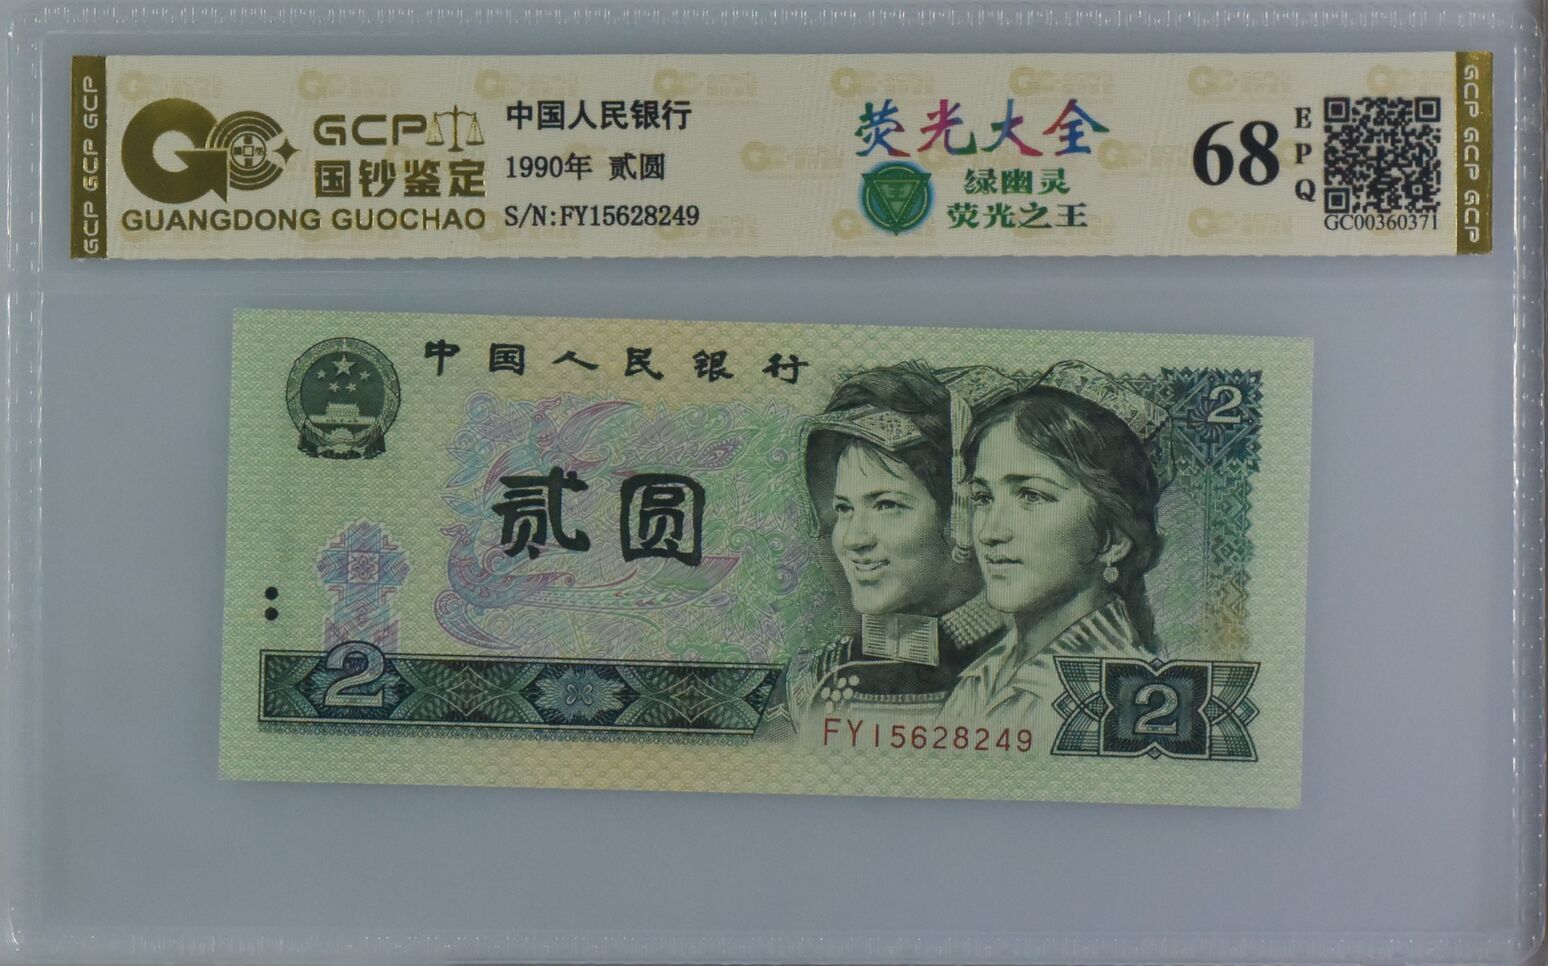 GCP GCP GCP
GCP
国钞鉴定
GUANGDONG GUOCHAO
中国人民银行
1990年 贰圆
S/N:FY15628249
荧光大全
绿幽灵
荧光之王
68
EPQ
GC00360371
GCP GCP GCP
中国人民银行
贰圆
2
2
2
FY15628249